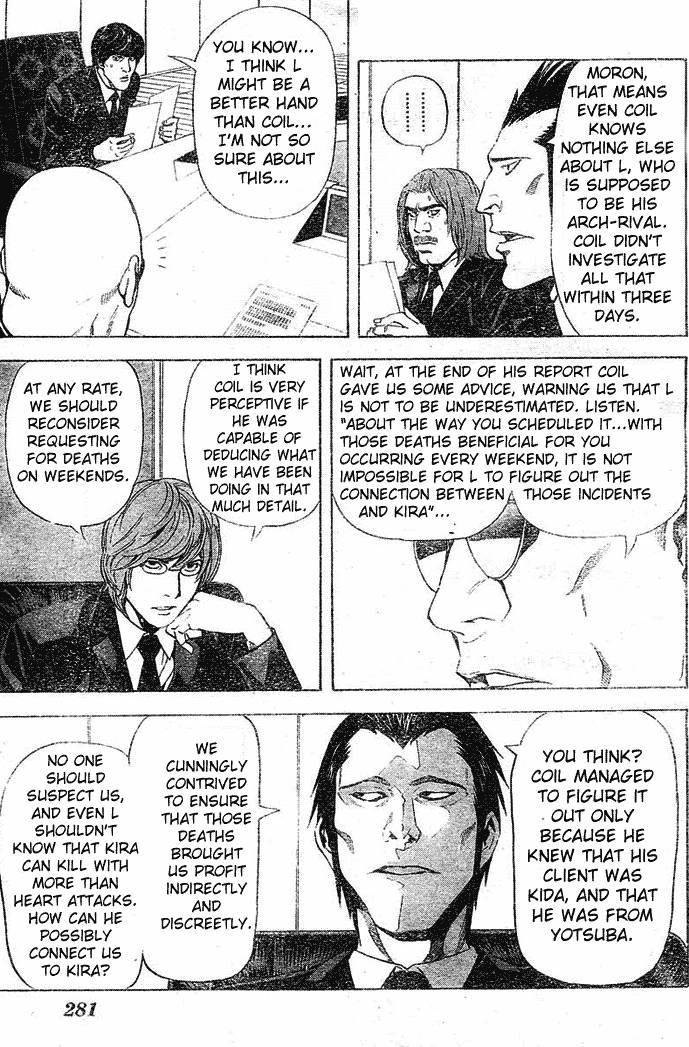 MORON,
THAT MEANS
EVEN COIL
KNOWS
NOTHING ELSE
ABOUT L, WHO
IS SUPPOSED
TO BE HIS
ARCH-RIVAL.
COIL DIDN'T
INVESTIGATE
ALL THAT
WITHIN THREE
DAYS.
!!
YOU KNOW...
I THINK L
MIGHT BE A
BETTER HAND
THAN COIL...
I'M NOT SO
SURE ABOUT
THIS...
WAIT, AT THE END OF HIS REPORT COIL
GAVE US SOME ADVICE, WARNING US THAT L
IS NOT TO BE UNDERESTIMATED. LISTEN.
"ABOUT THE WAY YOU SCHEDULED IT...WITH
THOSE DEATHS BENEFICIAL FOR YOU
OCCURRING EVERY WEEKEND, IT IS NOT
IMPOSSIBLE FOR L TO FIGURE OUT THE
CONNECTION BETWEEN THOSE INCIDENTS
AND KIRA"...
I THINK
COIL IS VERY
PERCEPTIVE IF
HE WAS
CAPABLE OF
DEDUCING WHAT
WE HAVE BEEN
DOING IN THAT
MUCH DETAIL.
AT ANY RATE,
WE SHOULD
RECONSIDER
REQUESTING
FOR DEATHS
ON WEEKENDS.
YOU THINK?
COIL MANAGED
TO FIGURE IT
OUT ONLY
BECAUSE HE
KNEW THAT HIS
CLIENT WAS
KIDA, AND THAT
HE WAS FROM
YOTSUBA.
WE
CUNNINGLY
CONTRIVED
TO ENSURE
THAT THOSE
DEATHS
BROUGHT
US PROFIT
INDIRECTLY
AND
DISCREETLY.
NO ONE
SHOULD
SUSPECT US,
AND EVEN L
SHOULDN'T
KNOW THAT KIRA
CAN KILL WITH
MORE THAN
HEART ATTACKS.
HOW CAN HE
POSSIBLY
CONNECT US
TO KIRA?
281